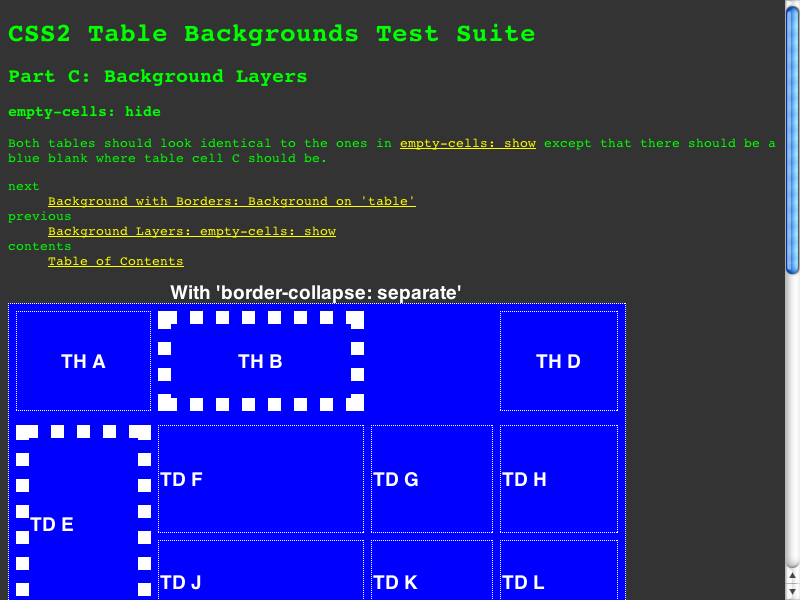 CSS2 Table Backgrounds Test Suite
Part C: Background Layers
empty-cells: hide
Both tables should look identical to the ones in empty-cells: show except that there should be a
blue blank where table cell C should be.
next
Background with Borders: Background on 'table'
previous
Background Layers: empty-cells: show
contents
Table of Contents
With 'border-collapse: separate'
TH A
TH B
TH D
TD E
TD F
TD G
TD H
TD J
TD K
TD L